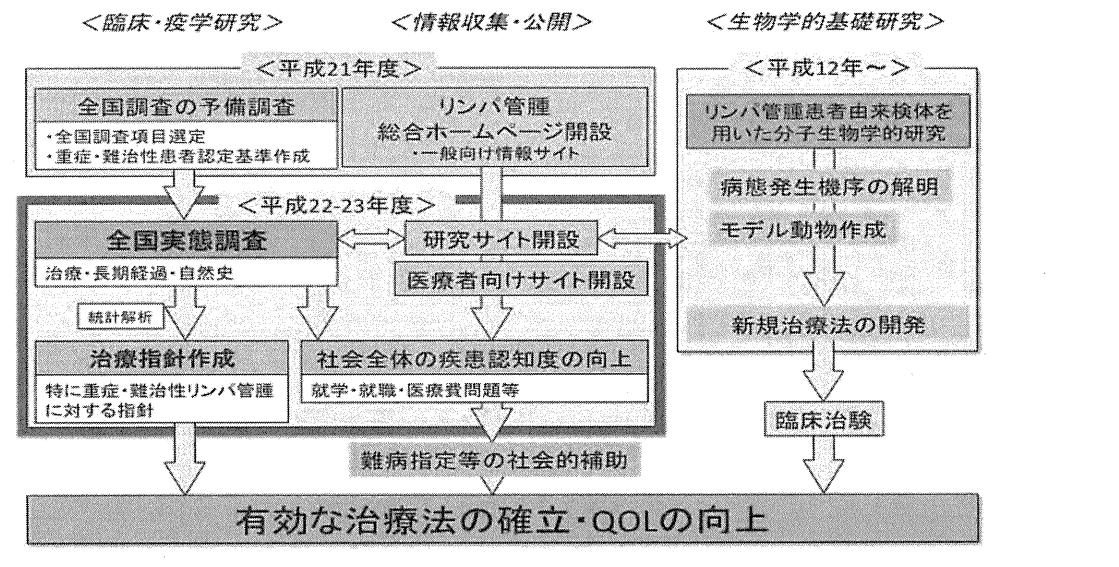 ＜臨床・疫学研究＞
＜情報収集・公開＞
＜生物学的基礎研究＞
＜平成21年度＞
全国調査の予備調査
・全国調査項目選定
・重症・難治性患者認定基準作成
リンパ管腫
総合ホームページ開設
・一般向け情報サイト
＜平成12年～＞
リンパ管腫患者由来検体を
用いた分子生物学的研究
病態発生機序の解明
モデル動物作成
新規治療法の開発
臨床治験
＜平成22-23年度＞
全国実態調査
治療・長期経過・自然史
研究サイト開設
医療者向けサイト開設
統計解析
治療指針作成
特に重症・難治性リンパ管腫
に対する指針
社会全体の疾患認知度の向上
就学・就職・医療費問題等
難病指定等の社会的補助
有効な治療法の確立・QOLの向上